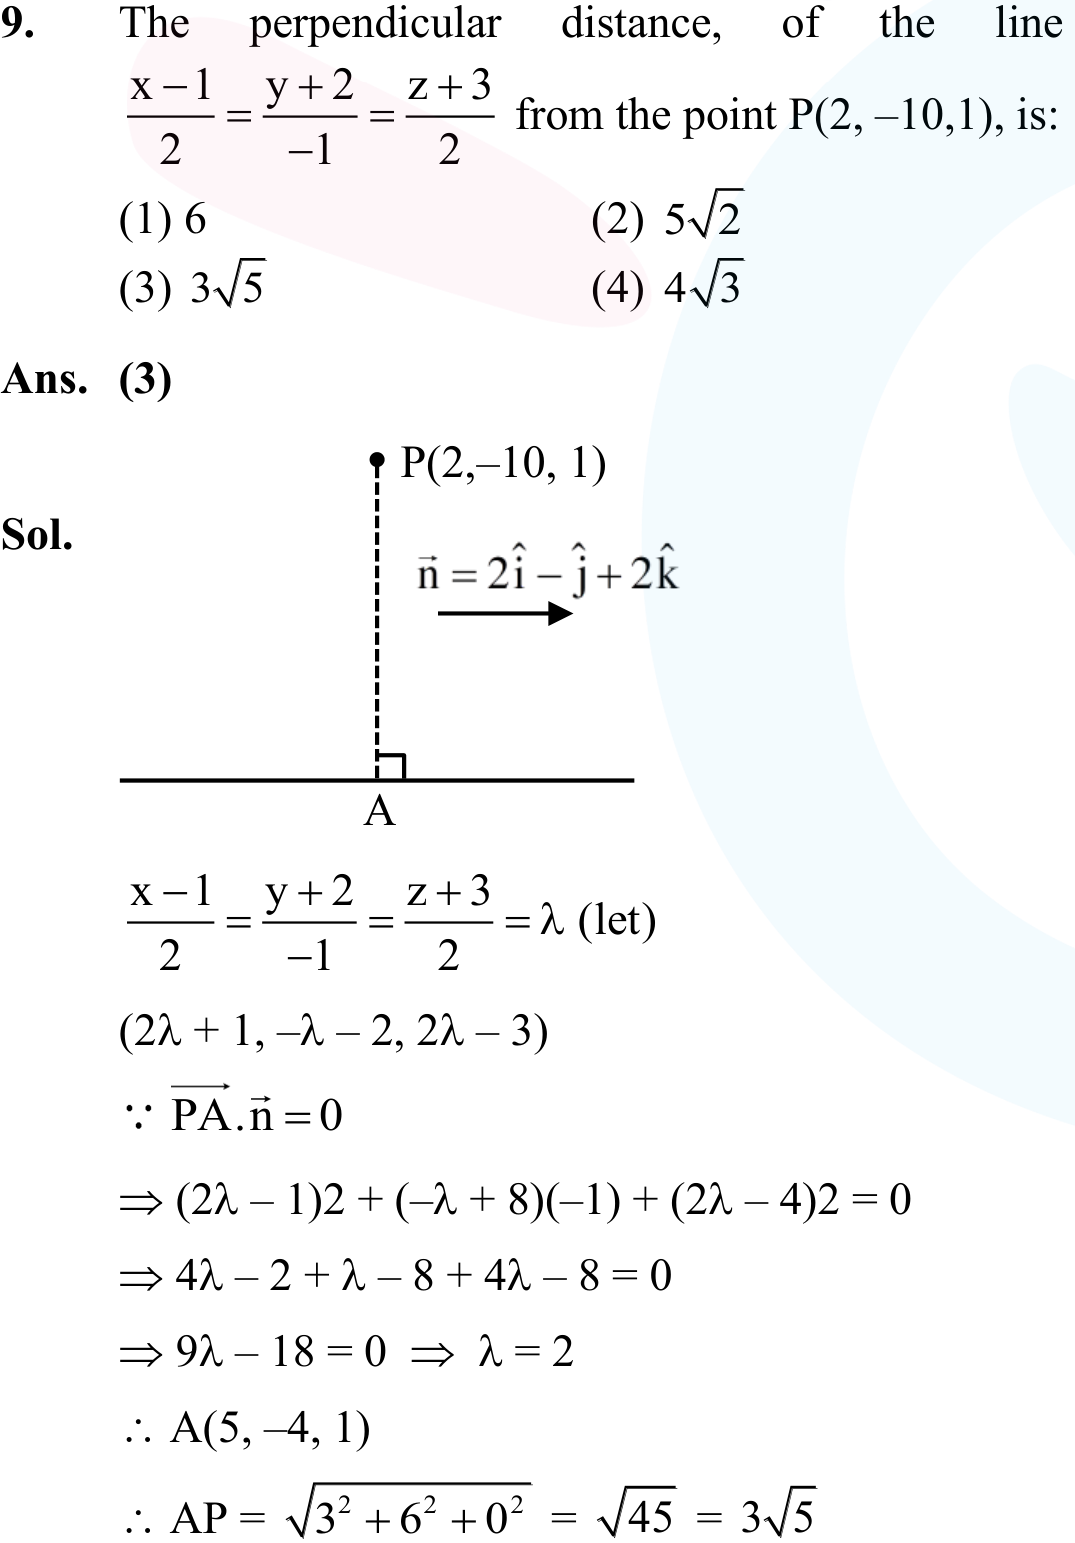 9. The perpendicular distance, of the line
(x – 1)/2 = (y + 2)/–1 = (z + 3)/2 from the point P(2, –10,1), is:
(1) 6 (2) 5√2
(3) 3√5 (4) 4√3
Ans. (3)
P(2,–10, 1)
Sol.
n⃗ = 2î – ĵ + 2k̂
A
(x – 1)/2 = (y + 2)/–1 = (z + 3)/2 = λ (let)
(2λ + 1, –λ – 2, 2λ – 3)
∵ PA⃗.n⃗ = 0
⇒ (2λ – 1)2 + (–λ + 8)(–1) + (2λ – 4)2 = 0
⇒ 4λ – 2 + λ – 8 + 4λ – 8 = 0
⇒ 9λ – 18 = 0 ⇒ λ = 2
∴ A(5, –4, 1)
∴ AP = √(3² + 6² + 0²) = √45 = 3√5